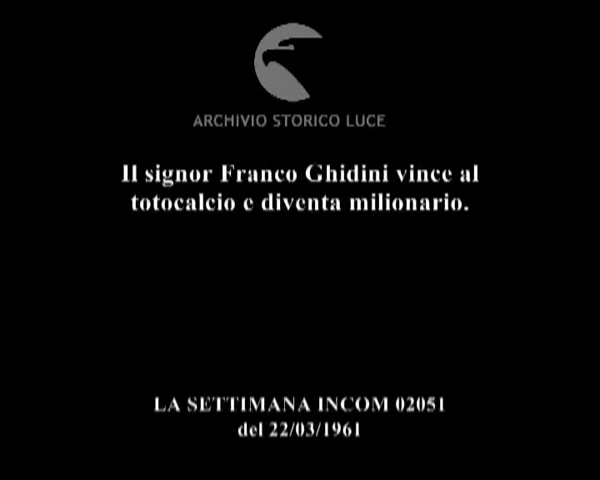 ARCHIVIO STORICO LUCE
Il signor Franco Ghidini vince al
totocalcio e diventa milionario.
LA SETTIMANA INCOM 02051
del 22/03/1961